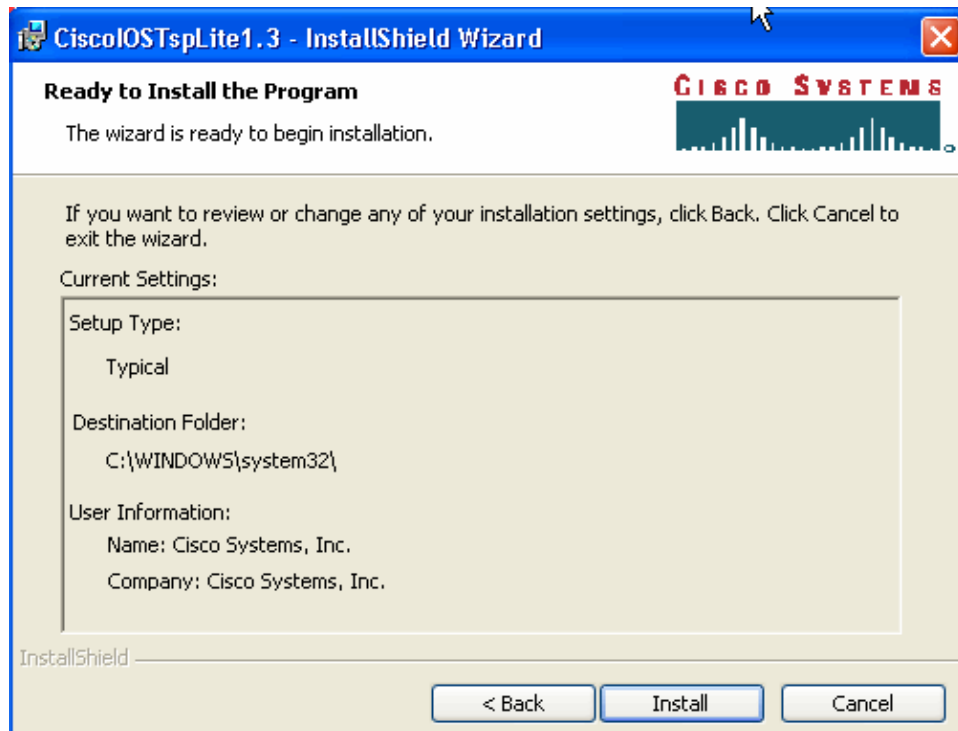 CiscoIOSTspLite1.3 - InstallShield Wizard
Ready to Install the Program
The wizard is ready to begin installation.
CISCO SYSTEMS
If you want to review or change any of your installation settings, click Back. Click Cancel to
exit the wizard.
Current Settings:
Setup Type:
Typical
Destination Folder:
C:\WINDOWS\system32\
User Information:
Name: Cisco Systems, Inc.
Company: Cisco Systems, Inc.
InstallShield
< Back
Install
Cancel